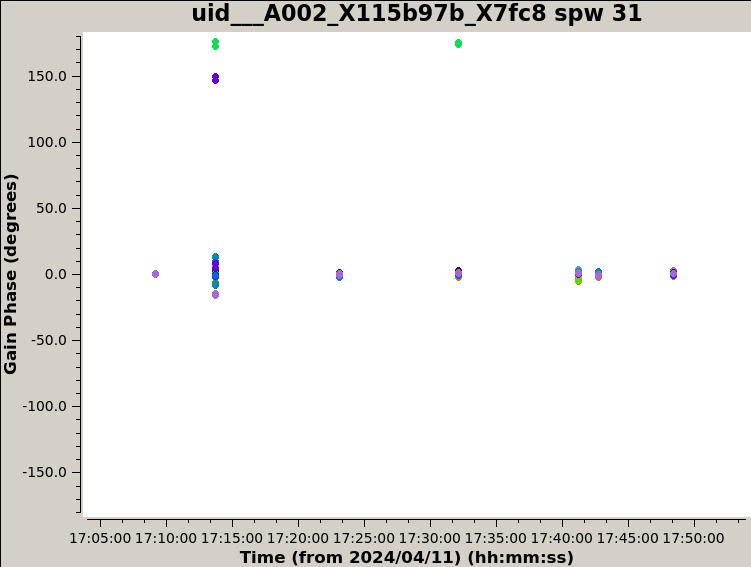 uid___A002_X115b97b_X7fc8 spw 31
150.0
100.0
50.0
0.0
-50.0
-100.0
-150.0
Gain Phase (degrees)
17:05:00 17:10:00 17:15:00 17:20:00 17:25:00 17:30:00 17:35:00 17:40:00 17:45:00 17:50:00
Time (from 2024/04/11) (hh:mm:ss)